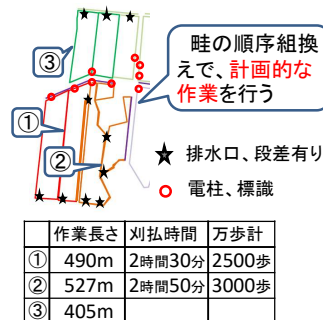 ③
畦の順序組換
えで、計画的な
作業を行う
①
②
★ 排水口、段差有り
○ 電柱、標識
作業長さ 刈払時間 万歩計
① 490m 2時間30分 2500歩
② 527m 2時間50分 3000歩
③ 405m